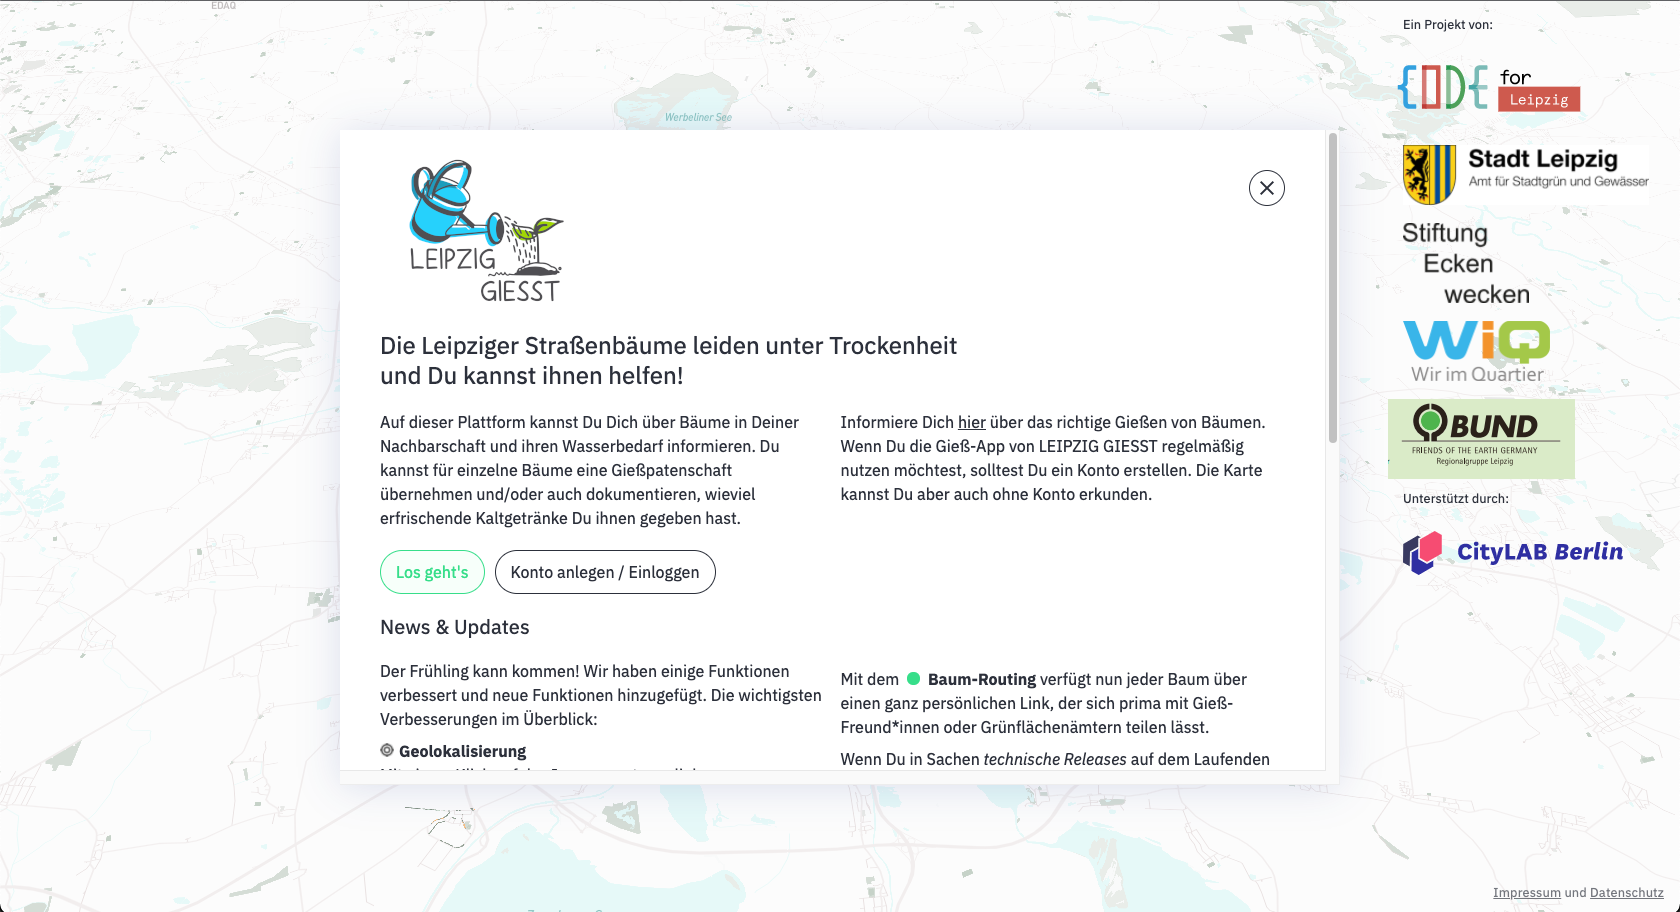 EDAQ
Werbeliner See
LEIPZIG
GIESST
Die Leipziger Straßenbäume leiden unter Trockenheit
und Du kannst ihnen helfen!
Auf dieser Plattform kannst Du Dich über Bäume in Deiner
Nachbarschaft und ihren Wasserbedarf informieren. Du
kannst für einzelne Bäume eine Gießpatenschaft
übernehmen und/oder auch dokumentieren, wieviel
erfrischende Kaltgetränke Du ihnen gegeben hast.
Informiere Dich hier über das richtige Gießen von Bäumen.
Wenn Du die Gieß-App von LEIPZIG GIESST regelmäßig
nutzen möchtest, solltest Du ein Konto erstellen. Die Karte
kannst Du aber auch ohne Konto erkunden.
Los geht's
Konto anlegen / Einloggen
News & Updates
Der Frühling kann kommen! Wir haben einige Funktionen
verbessert und neue Funktionen hinzugefügt. Die wichtigsten
Verbesserungen im Überblick:
Geolokalisierung
Mit dem Baum-Routing verfügt nun jeder Baum über
einen ganz persönlichen Link, der sich prima mit Gieß-
Freund*innen oder Grünflächenämtern teilen lässt.
Wenn Du in Sachen technische Releases auf dem Laufenden
Ein Projekt von:
CODE for
Leipzig
Stadt Leipzig
Amt für Stadtgrün und Gewässer
Stiftung
Ecken
wecken
WiQ
Wir im Quartier
BUND
FRIENDS OF THE EARTH GERMANY
Regionalgruppe Leipzig
Unterstützt durch:
CityLAB Berlin
Impressum und Datenschutz